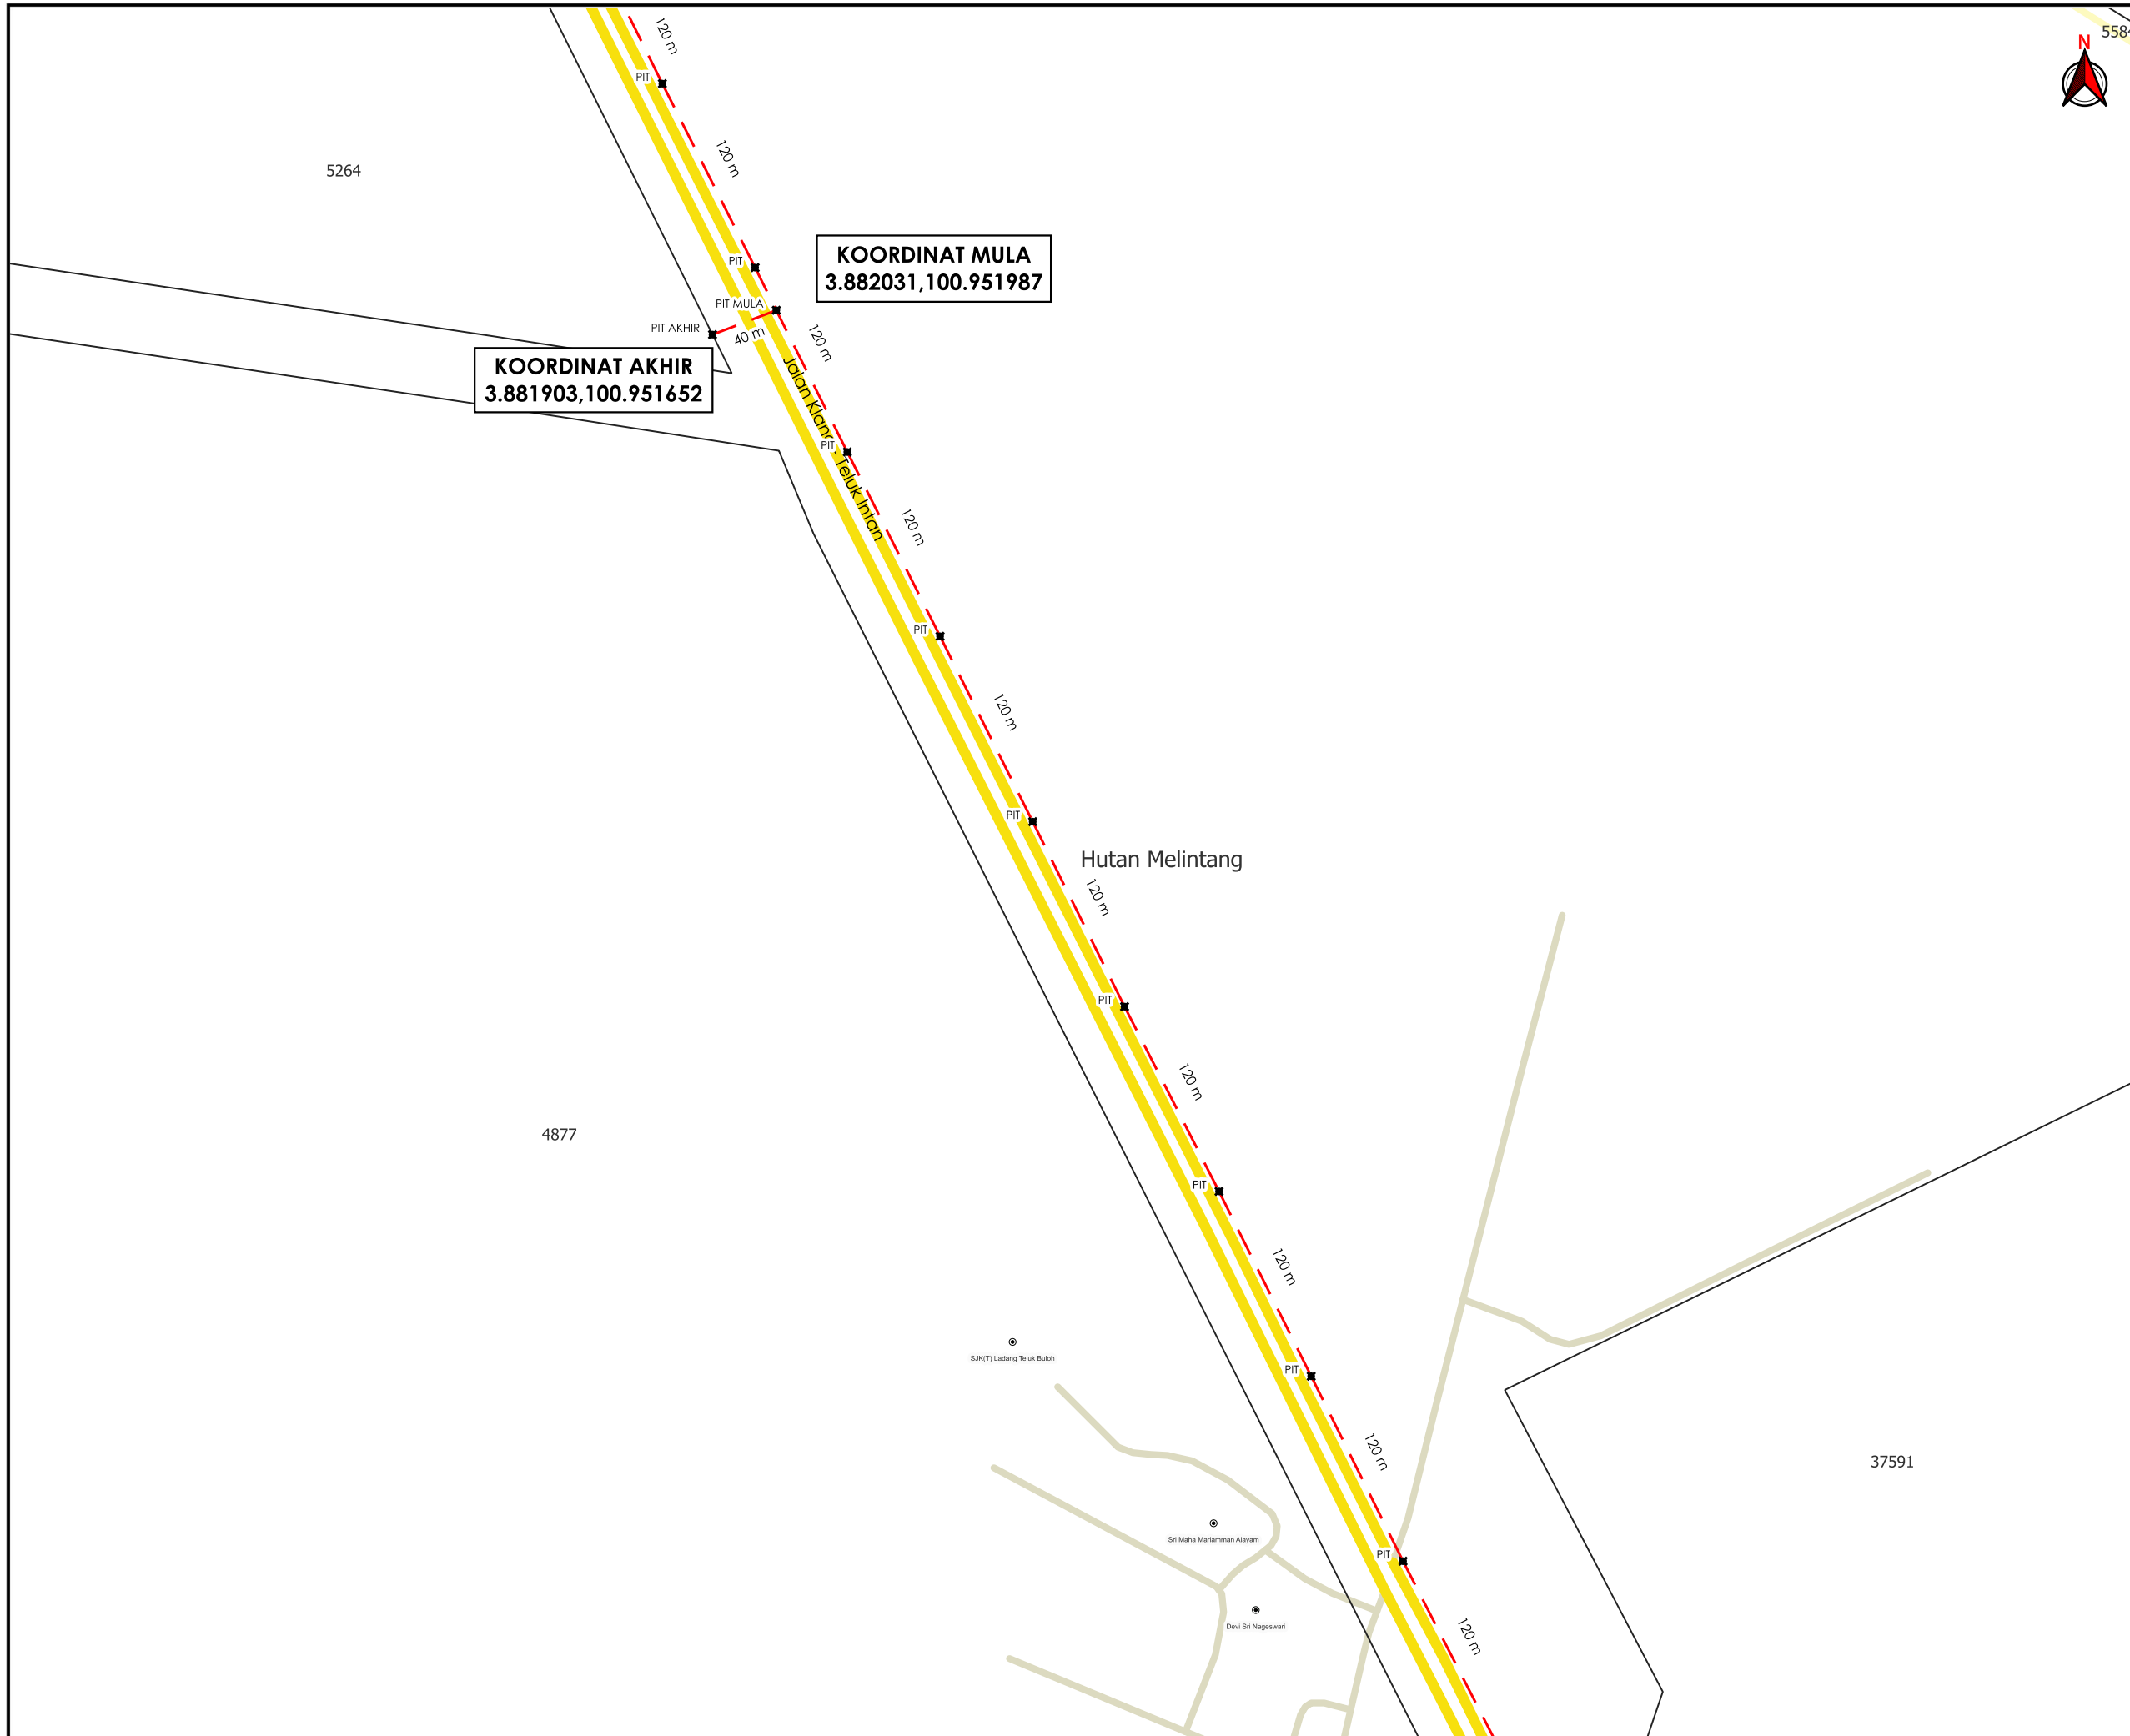 120 m
5584
N
PIT
120 m
5264
KOORDINAT MULA
3.882031,100.951987
PIT
PIT MULA
PIT AKHIR
40 m
120 m
KOORDINAT AKHIR
3.881903,100.951652
Jalan Klang - Teluk Intan
PIT
120 m
PIT
120 m
PIT
Hutan Melintang
120 m
PIT
120 m
4877
PIT
120 m
SJK(T) Ladang Teluk Buloh
PIT
120 m
37591
Sri Maha Mariamman Alayam
PIT
Devi Sri Nageswari
120 m